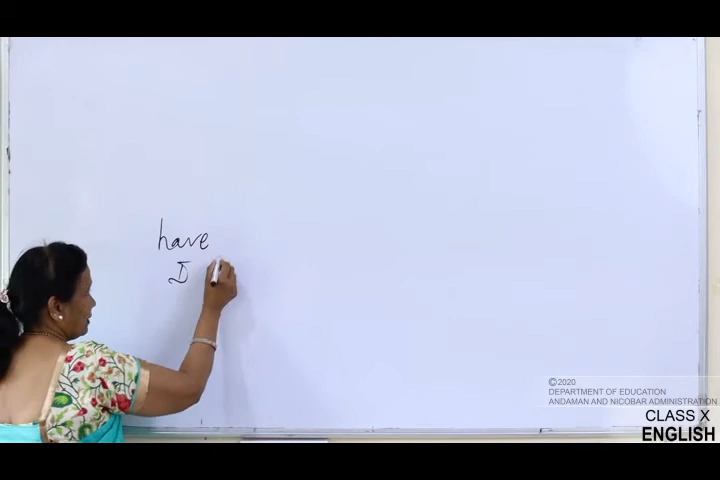 have
I
©2020
DEPARTMENT OF EDUCATION
ANDAMAN AND NICOBAR ADMINISTRATION
CLASS X
ENGLISH